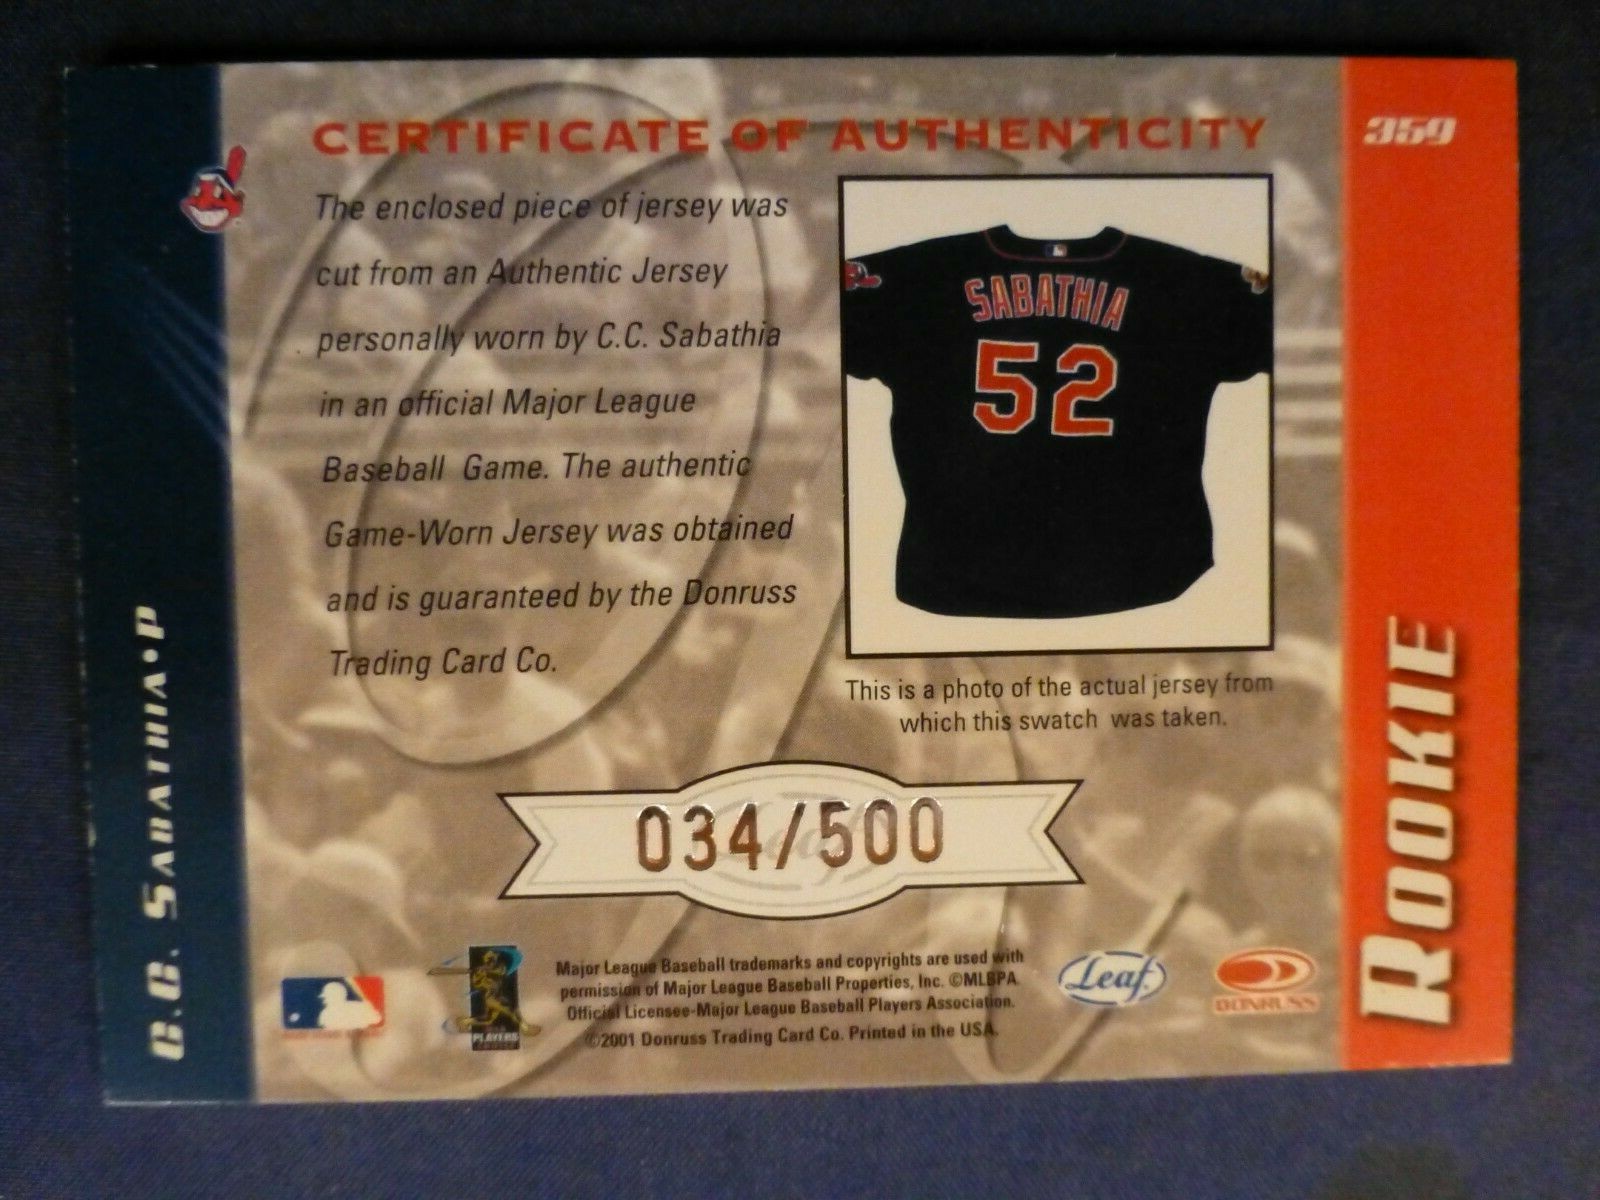 CERTIFICATE OF AUTHENTICITY
The enclosed piece of jersey was
cut from an Authentic Jersey
personally worn by C.C. Sabathia
in an official Major League
Baseball Game. The authentic
Game-Worn Jersey was obtained
and is guaranteed by the Donruss
Trading Card Co.
SABATHIA
52
This is a photo of the actual jersey from
which this swatch was taken.
034/500
Leaf
Major League Baseball trademarks and copyrights are used with
permission of Major League Baseball Properties, Inc. ©MLBPA
Official Licensee-Major League Baseball Players Association.
©2001 Donruss Trading Card Co. Printed in the USA.
PLAYERS
Leaf
DONRUSS
C.C. SABATHIA•P
359
ROOKIE